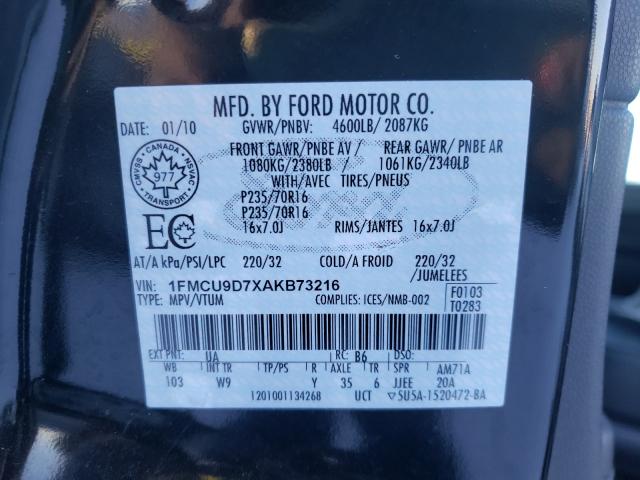 MFD. BY FORD MOTOR CO.
DATE: 01/10 GVWR/PNBV: 4600LB/ 2087KG
FRONT GAWR/PNBE AV / REAR GAWR/ PNBE AR
1080KG/2380LB 1061KG/2340LB
WITH/AVEC TIRES/PNEUS
P235/70R16
P235/70R16
16x7.0J RIMS/JANTES 16x7.0J
CANADA
CMVSS NSVAC
977
TRANSPORT
EC
AT/A kPa/PSI/LPC 220/32 COLD/A FROID 220/32
/JUMELEES
VIN: 1FMCU9D7XAKB73216
TYPE: MPV/VTUM COMPLIES: ICES/NMB-002
F0103
T0283
EXT PNT: UA RC: B6 DSO:
WB INT TR TP/PS R AXLE TR SPR AM71A
103 W9 Y 35 6 JJEE 20A
1201001134268 UCT ▽5U5A-1520472-BA